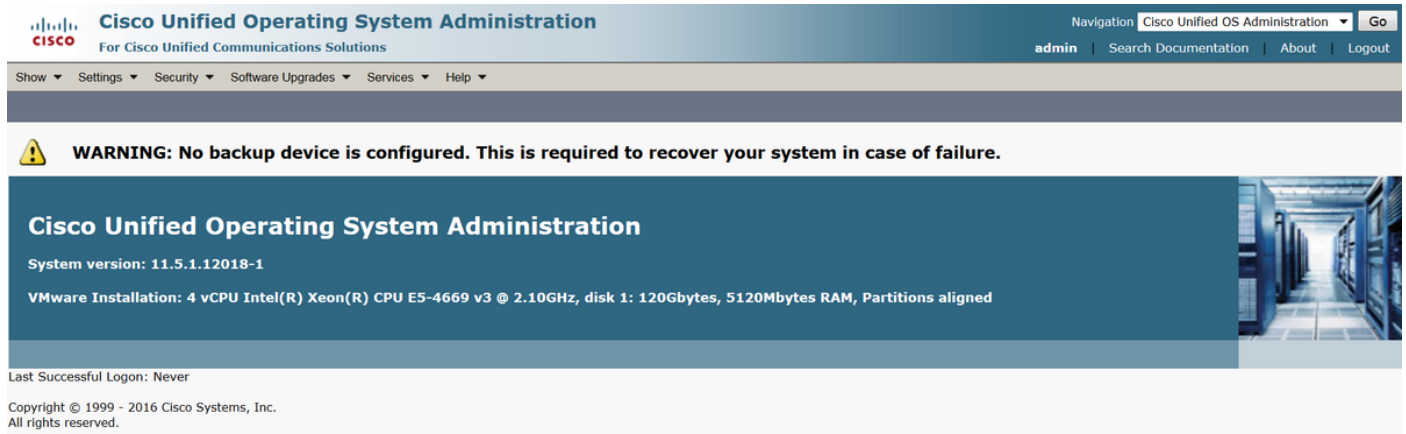 Cisco Unified Operating System Administration
Navigation Cisco Unified OS Administration Go
CISCO
For Cisco Unified Communications Solutions
admin | Search Documentation | About | Logout
Show Settings Security Software Upgrades Services Help
WARNING: No backup device is configured. This is required to recover your system in case of failure.
Cisco Unified Operating System Administration
System version: 11.5.1.12018-1
VMware Installation: 4 vCPU Intel(R) Xeon(R) CPU E5-4669 v3 @ 2.10GHz, disk 1: 120Gbytes, 5120Mbytes RAM, Partitions aligned
Last Successful Logon: Never
Copyright © 1999 - 2016 Cisco Systems, Inc.
All rights reserved.